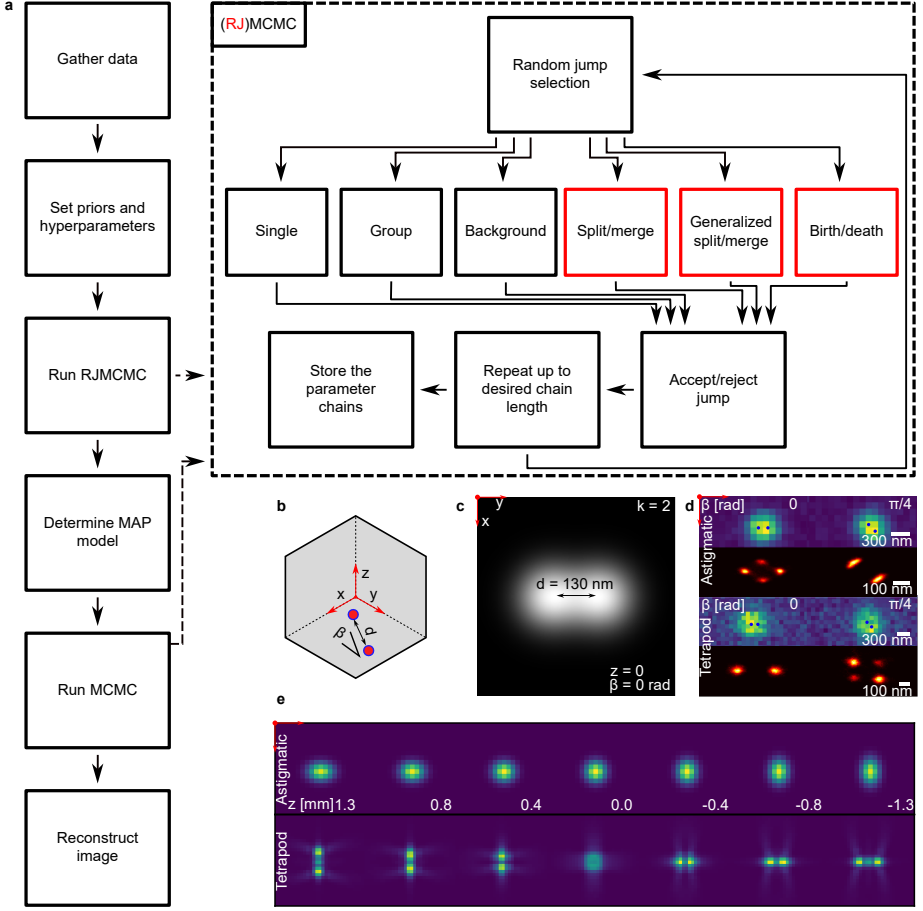 a
Gather data
Set priors and
hyperparameters
Run RJMCMC
Determine MAP
model
Run MCMC
Reconstruct
image
(RJ)MCMC
Random jump
selection
Single
Group
Background
Split/merge
Generalized
split/merge
Birth/death
Store the
parameter
chains
Repeat up to
desired chain
length
Accept/reject
jump
b
z
x
y
d
β
c
y
x
k = 2
d = 130 nm
z = 0
β = 0 rad
d
β [rad] 0 π/4
Astigmatic
300 nm
100 nm
β [rad] 0 π/4
Tetrapod
300 nm
100 nm
e
Astigmatic
z [mm] 1.3 0.8 0.4 0.0 -0.4 -0.8 -1.3
Tetrapod